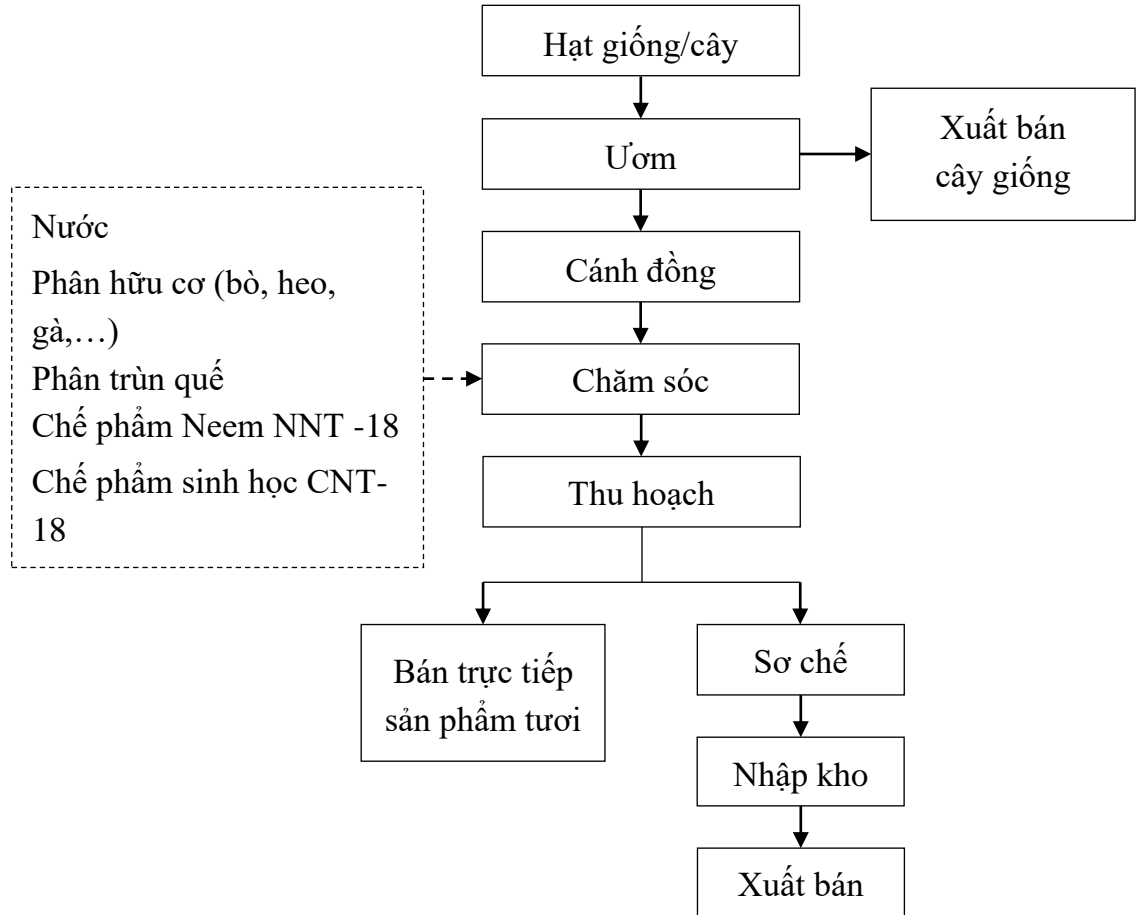 Hạt giống/cây
Ươm
Xuất bán
cây giống
Cánh đồng
Nước
Phân hữu cơ (bò, heo,
gà,…)
Phân trùn quế
Chế phẩm Neem NNT -18
Chế phẩm sinh học CNT-
18
Chăm sóc
Thu hoạch
Bán trực tiếp
sản phẩm tươi
Sơ chế
Nhập kho
Xuất bán